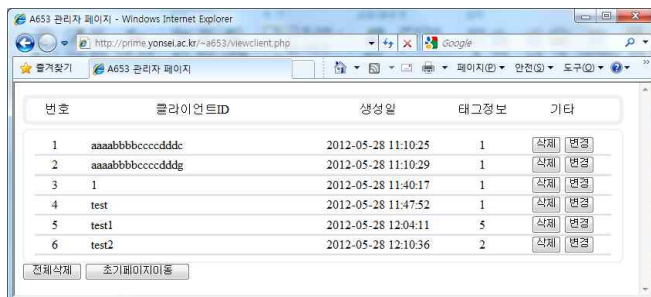 A653 관리자 페이지 - Windows Internet Explorer
http://prime.yonsei.ac.kr/~a653/viewclient.php
Google
즐겨찾기 A653 관리자 페이지 페이지(P) 안전(S) 도구(O)
번호 클라이언트ID 생성일 태그정보 기타
1 aaaabbbbccccdddc 2012-05-28 11:10:25 1 삭제 변경
2 aaaabbbbccccdddg 2012-05-28 11:10:29 1 삭제 변경
3 1 2012-05-28 11:40:17 1 삭제 변경
4 test 2012-05-28 11:47:52 1 삭제 변경
5 test1 2012-05-28 12:04:11 5 삭제 변경
6 test2 2012-05-28 12:10:36 2 삭제 변경
전체삭제 초기페이지이동